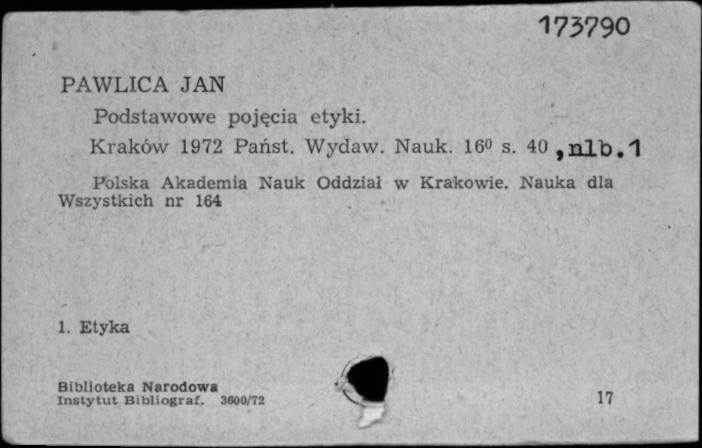 173790
PAWLICA JAN
Podstawowe pojęcia etyki.
Kraków 1972 Państ. Wydaw. Nauk. 16⁰ s. 40 , nlb. 1
Polska Akademia Nauk Oddział w Krakowie. Nauka dla
Wszystkich nr 164
1. Etyka
Biblioteka Narodowa
Instytut Bibliograf. 3600/72
17